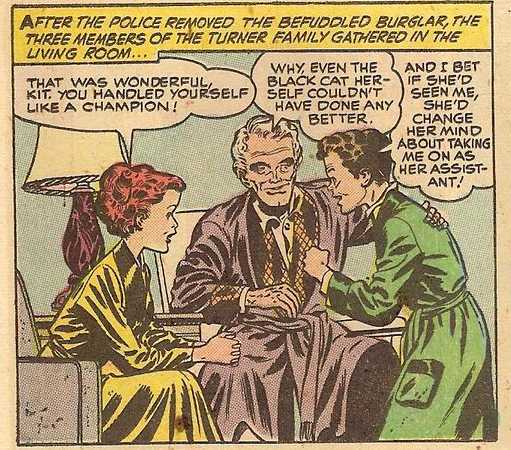 AFTER THE POLICE REMOVED THE BEFUDDLED BURGLAR, THE
THREE MEMBERS OF THE TURNER FAMILY GATHERED IN THE
LIVING ROOM...
THAT WAS WONDERFUL,
KIT. YOU HANDLED YOURSELF
LIKE A CHAMPION!
WHY, EVEN THE
BLACK CAT HER-
SELF COULDN'T
HAVE DONE ANY
BETTER.
AND I BET
IF SHE'D
SEEN ME,
SHE'D
CHANGE
HER MIND
ABOUT TAKING
ME ON AS
HER ASSIST-
ANT!